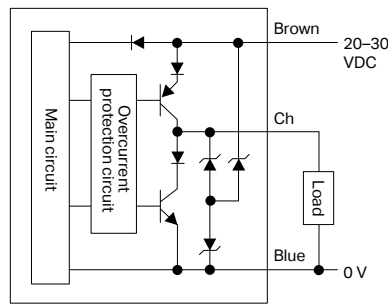 Brown
20–30
VDC
Main circuit
Overcurrent
protection circuit
Ch
Load
Blue
0 V